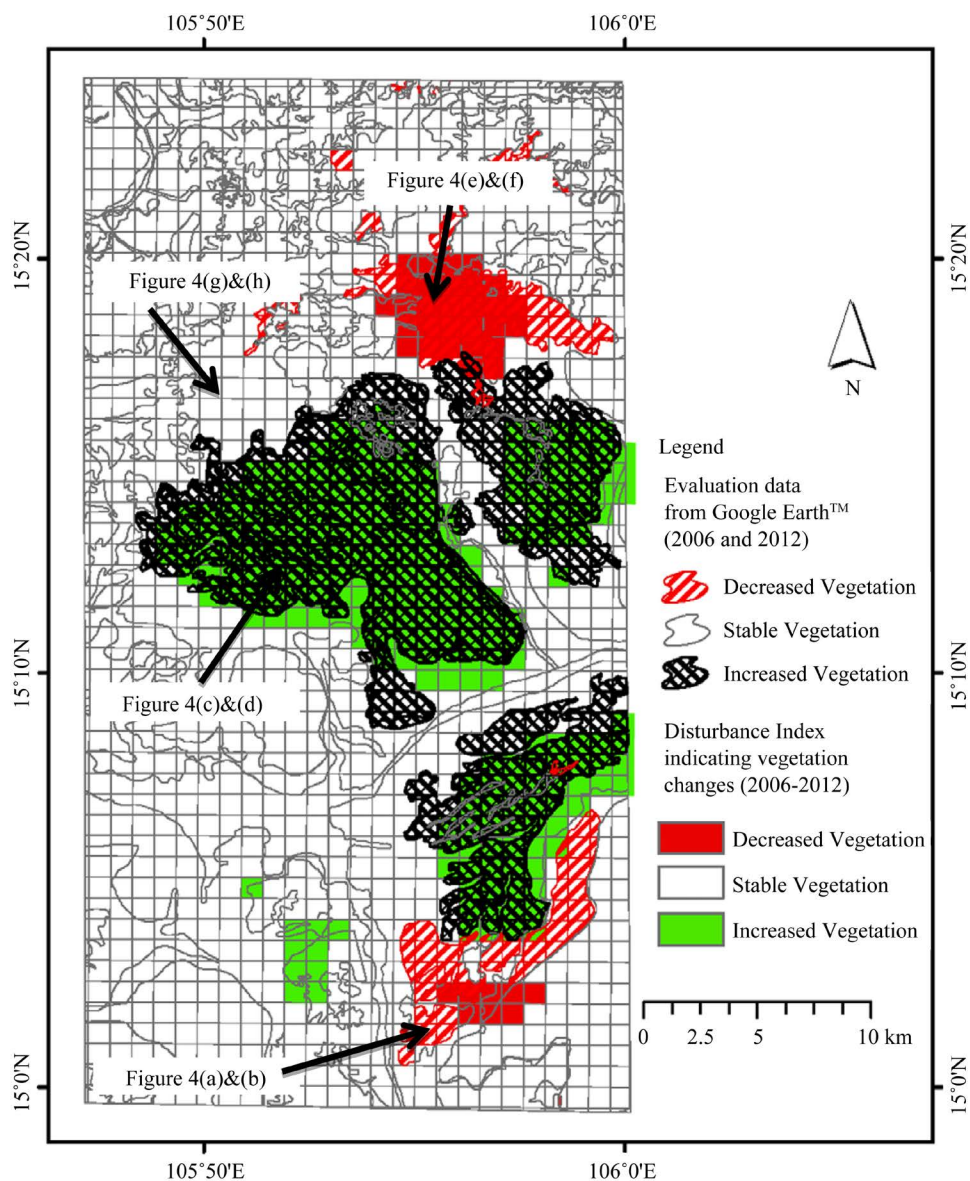 105˚50'E
106˚0'E
Figure 4(e)&(f)
15˚20'N
15˚20'N
Figure 4(g)&(h)
N
Legend
Evaluation data
from Google Earth™
(2006 and 2012)
Decreased Vegetation
Stable Vegetation
15˚10'N
Increased Vegetation
15˚10'N
Figure 4(c)&(d)
Disturbance Index
indicating vegetation
changes (2006-2012)
Decreased Vegetation
Stable Vegetation
Increased Vegetation
0 2.5 5 10 km
Figure 4(a)&(b)
15˚0'N
15˚0'N
105˚50'E
106˚0'E